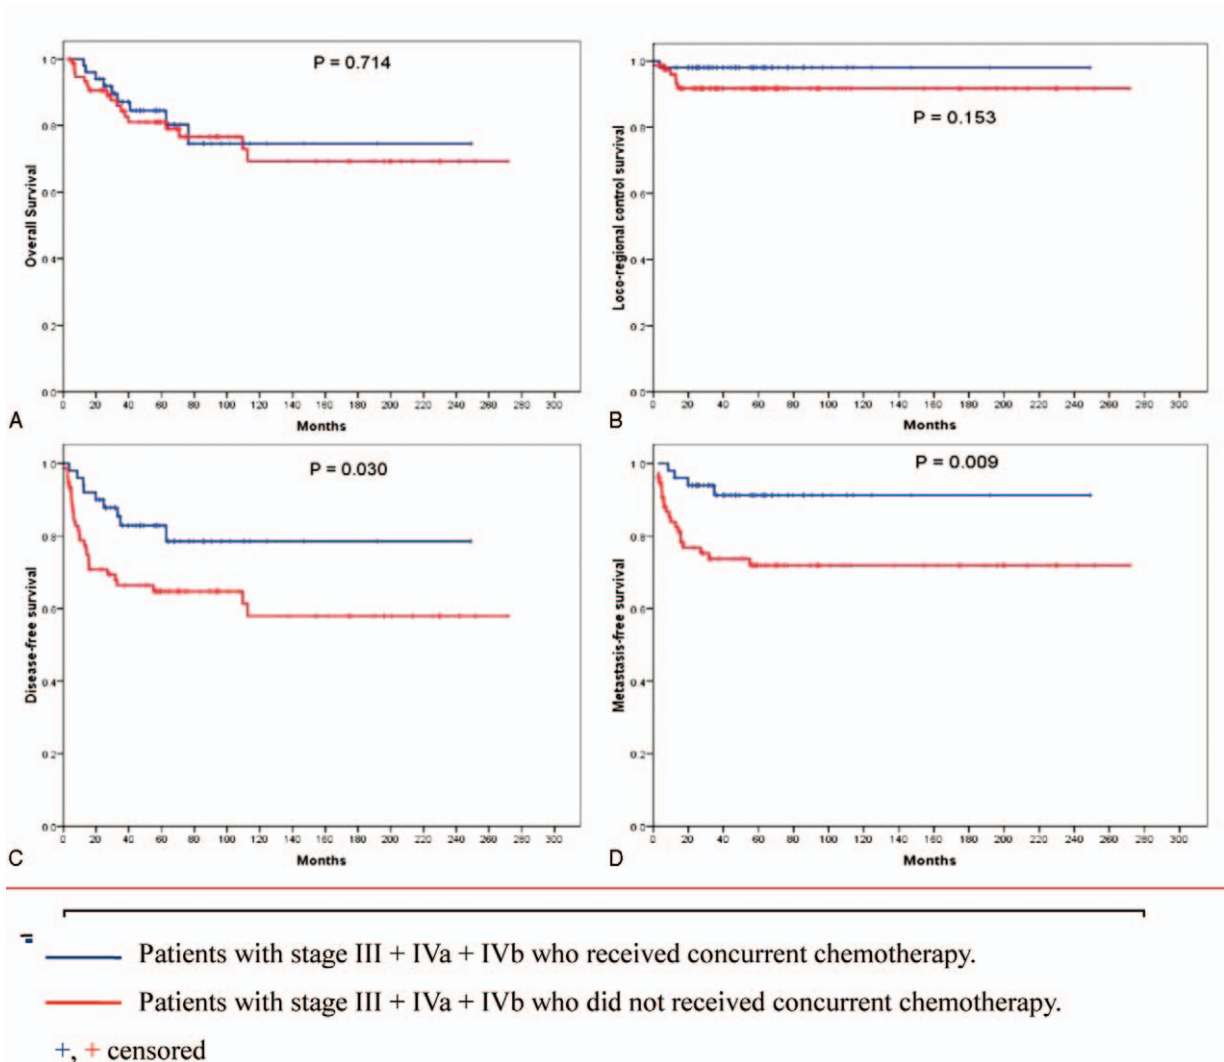 P = 0.714
1.0
0.8
0.6
0.4
0.2
0.0
Overall Survival
0 20 40 60 80 100 120 140 160 180 200 220 240 260 280 300
Months
A
P = 0.153
1.0
0.8
0.6
0.4
0.2
0.0
Loco-regional control survival
0 20 40 60 80 100 120 140 160 180 200 220 240 260 280 300
Months
B
P = 0.030
1.0
0.8
0.6
0.4
0.2
0.0
Disease-free survival
0 20 40 60 80 100 120 140 160 180 200 220 240 260 280 300
Months
C
P = 0.009
1.0
0.8
0.6
0.4
0.2
0.0
Metastasis-free survival
0 20 40 60 80 100 120 140 160 180 200 220 240 260 280 300
Months
D
Patients with stage III + IVa + IVb who received concurrent chemotherapy.
Patients with stage III + IVa + IVb who did not received concurrent chemotherapy.
+, + censored